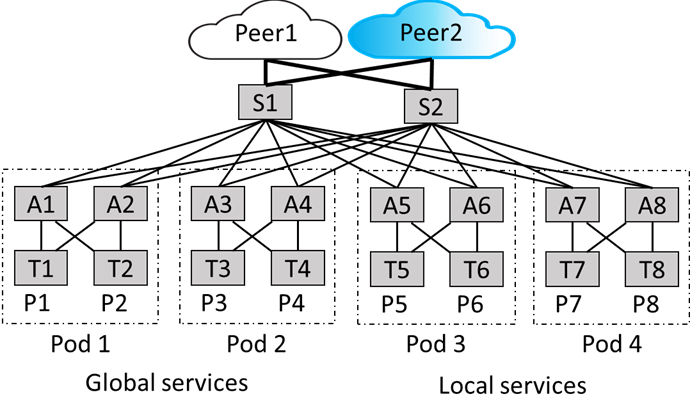 Peer1 Peer2
S1 S2
A1 A2 A3 A4 A5 A6 A7 A8
T1 T2 T3 T4 T5 T6 T7 T8
P1 P2 P3 P4 P5 P6 P7 P8
Pod 1 Pod 2 Pod 3 Pod 4
Global services Local services